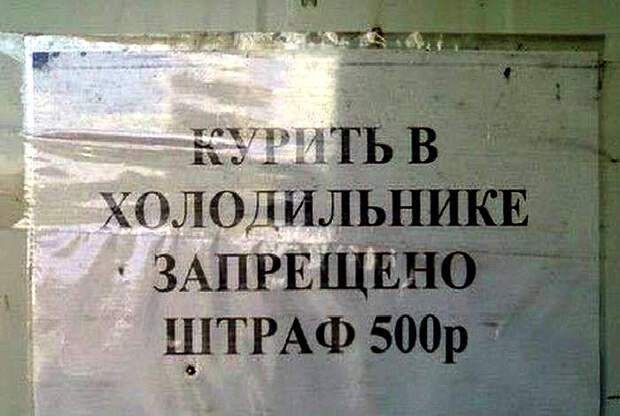 КУРИТЬ В
ХОЛОДИЛЬНИКЕ
ЗАПРЕЩЕНО
ШТРАФ 500р